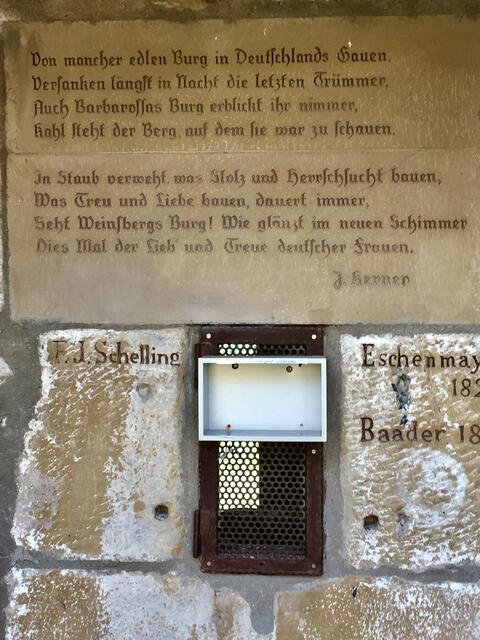 Von mancher edlen Burg in Deutschlands Gauen,
Versanken längst in Nacht die letzten Trümmer,
Auch Barbarossas Burg erblickt ihr nimmer,
Kahl steht der Berg, auf dem sie war zu schauen.
In Staub verweht, was Stolz und Herrschsucht bauen,
Was Treu und Liebe bauen, dauert immer,
Seht Weinsbergs Burg! Wie glänzt im neuen Schimmer
Dies Mal der Lieb' und Treue deutscher Frauen.
J. Kerner
F. J. Schelling
Eschenmay
182
Baader 18